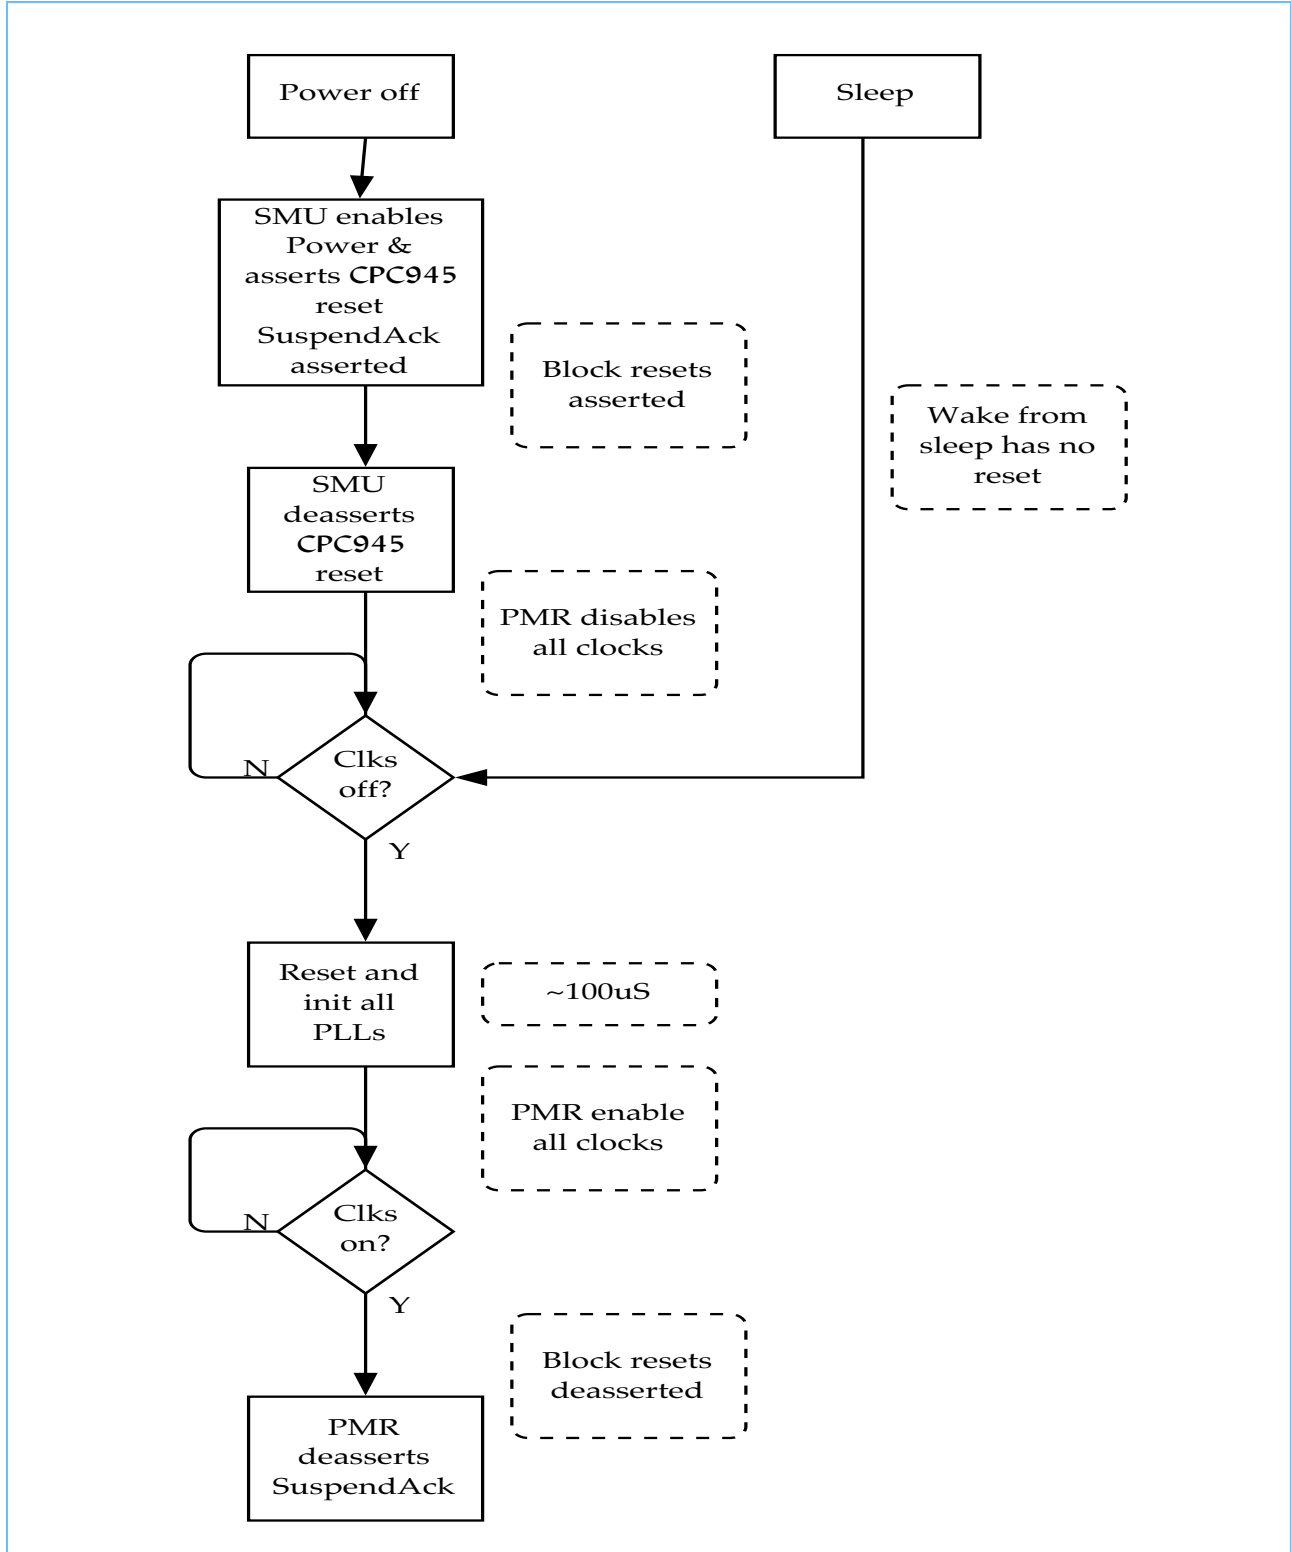 Power off
Sleep
SMU enables
Power &
asserts CPC945
reset
SuspendAck
asserted
Block resets
asserted
Wake from
sleep has no
reset
SMU
deasserts
CPC945
reset
PMR disables
all clocks
Clks
off?
N
Y
Reset and
init all
PLLs
~100uS
PMR enable
all clocks
Clks
on?
N
Y
Block resets
deasserted
PMR
deasserts
SuspendAck